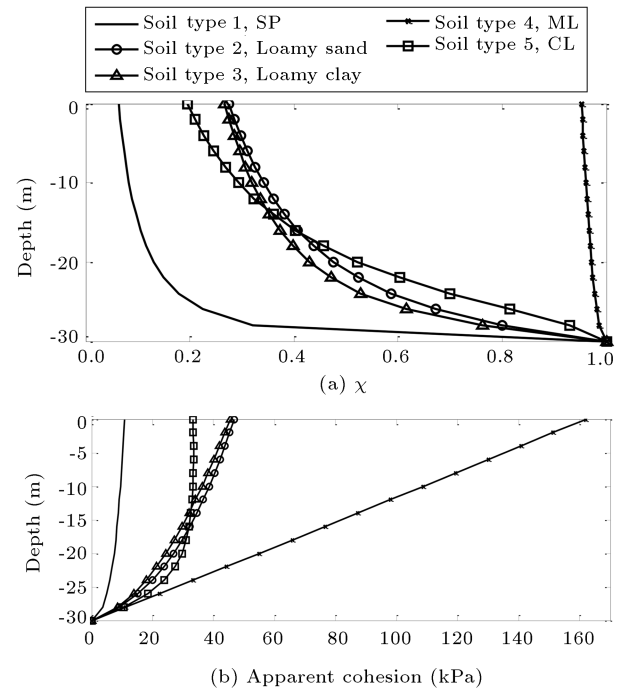 Soil type 1, SP
Soil type 2, Loamy sand
Soil type 3, Loamy clay
Soil type 4, ML
Soil type 5, CL
Depth (m)
0
-10
-20
-30
0.0 0.2 0.4 0.6 0.8 1.0
(a) χ
Depth (m)
0
-5
-10
-15
-20
-25
-30
0 20 40 60 80 100 120 140 160
(b) Apparent cohesion (kPa)